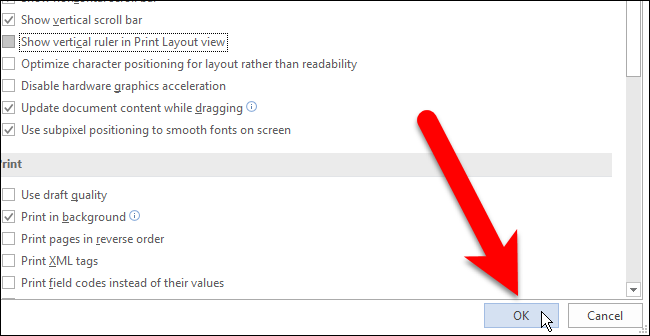 Show vertical scroll bar
Show vertical ruler in Print Layout view
Optimize character positioning for layout rather than readability
Disable hardware graphics acceleration
Update document content while dragging
Use subpixel positioning to smooth fonts on screen
Print
Use draft quality
Print in background
Print pages in reverse order
Print XML tags
Print field codes instead of their values
OK
Cancel